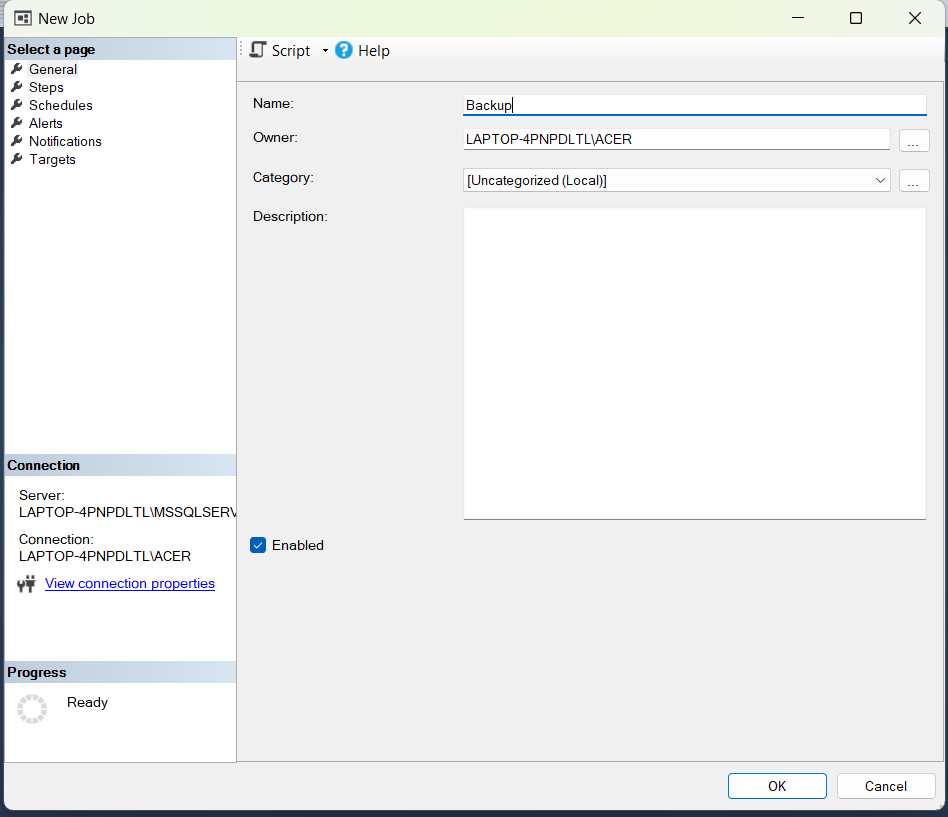 New Job
Select a page
General
Steps
Schedules
Alerts
Notifications
Targets
Script
Help
Name:
Backup
Owner:
LAPTOP-4PNPDLTL\ACER
...
Category:
[Uncategorized (Local)]
...
Description:
Enabled
Connection
Server:
LAPTOP-4PNPDLTL\MSSQLSERV
Connection:
LAPTOP-4PNPDLTL\ACER
View connection properties
Progress
Ready
OK
Cancel